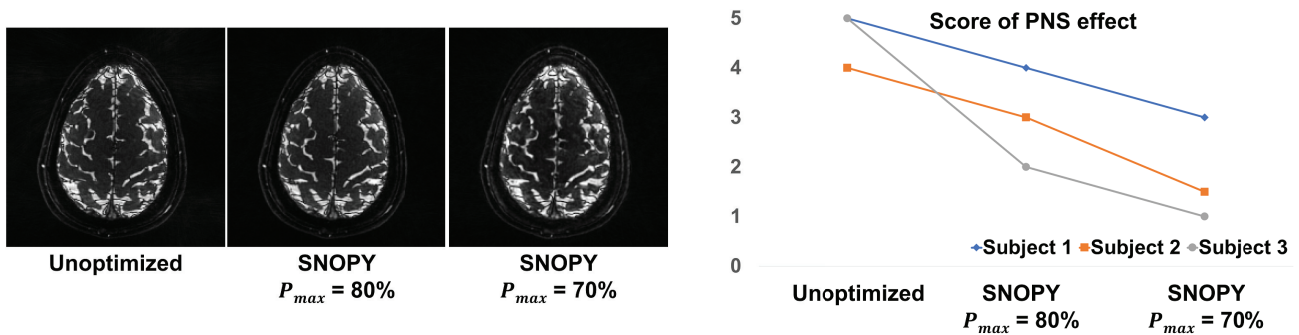 Unoptimized
SNOPY
P_max = 80%
SNOPY
P_max = 70%
Score of PNS effect
5
4
3
2
1
0
Subject 1
Subject 2
Subject 3
Unoptimized
SNOPY
P_max = 80%
SNOPY
P_max = 70%